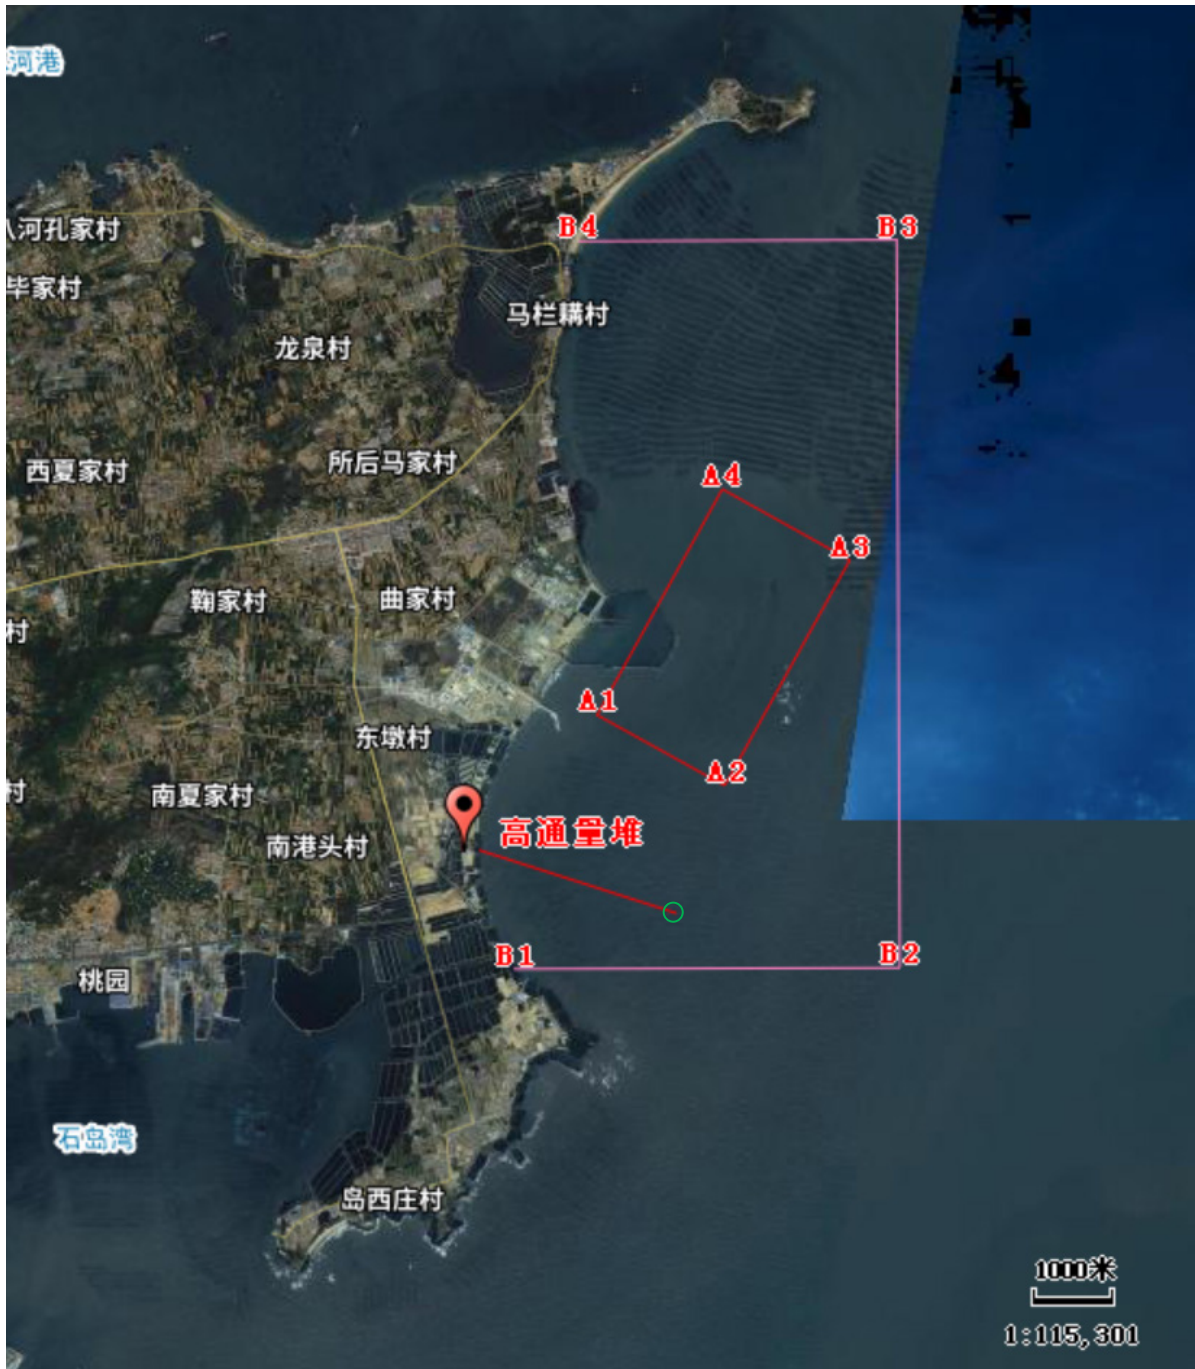 河港
B4
B3
八河孔家村
毕家村
马栏耩村
龙泉村
A4
所后马家村
西夏家村
A3
鞠家村
曲家村
村
A1
东墩村
A2
村
南夏家村
高通量堆
南港头村
B1
B2
桃园
石岛湾
岛西庄村
1000米
1:115,301